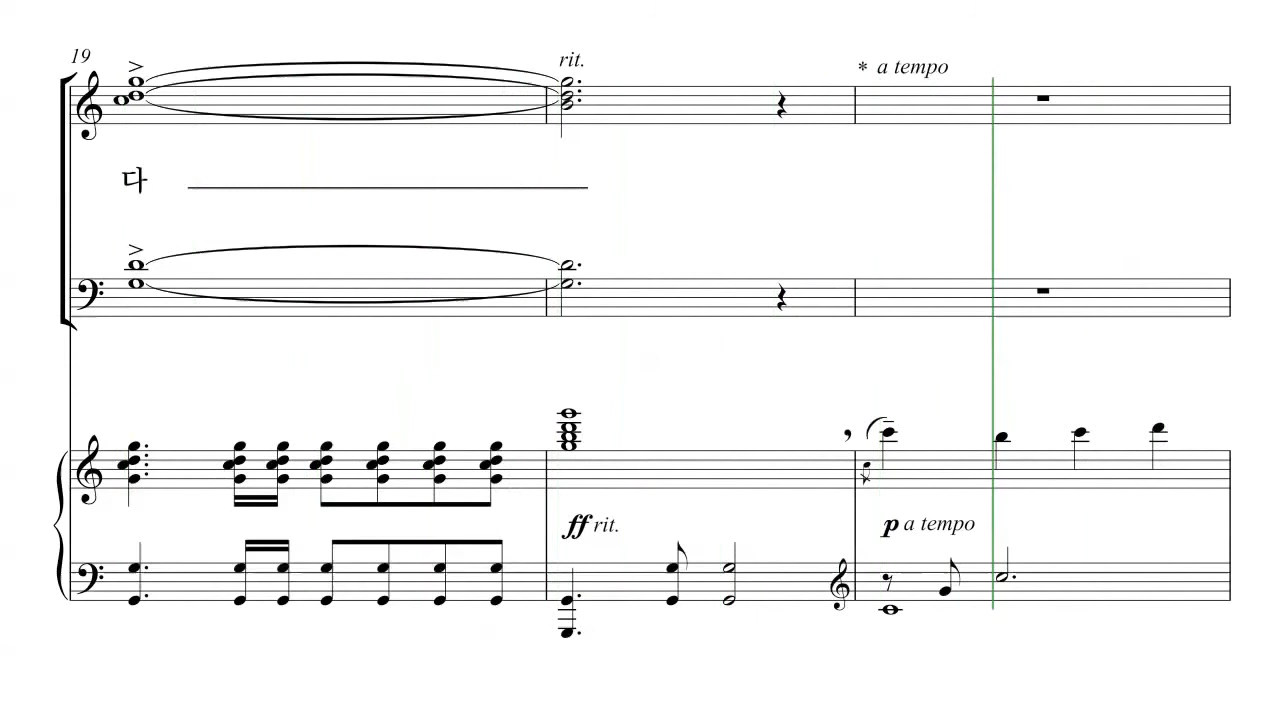 19
rit.
* a tempo
다
ff rit.
p a tempo